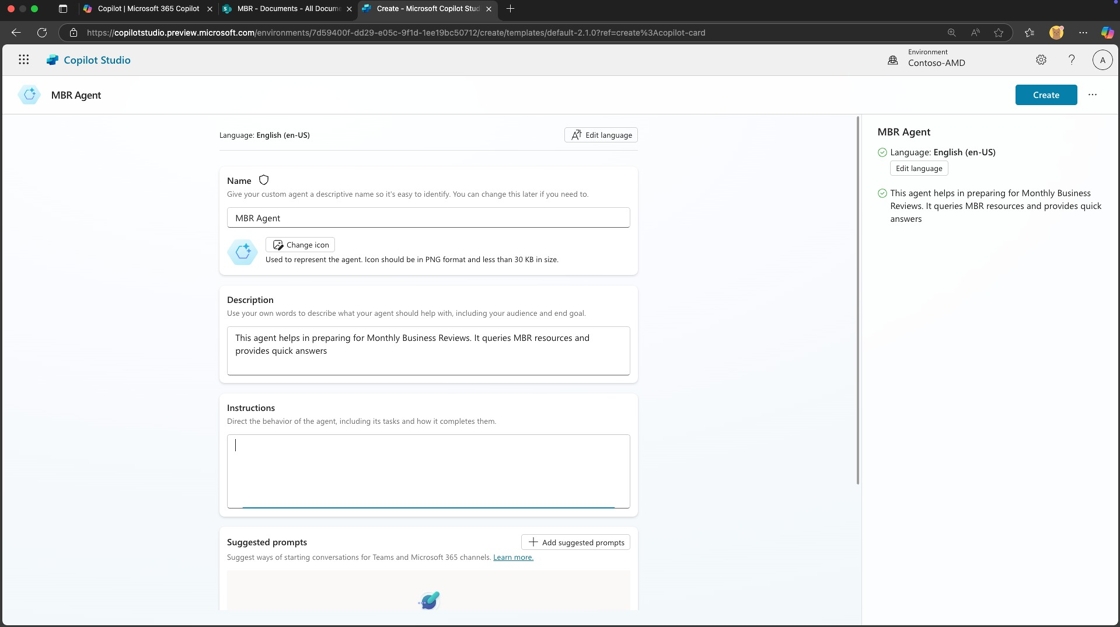 Copilot | Microsoft 365 Copilot
MBR - Documents - All Docum
Create - Microsoft Copilot Stud
https://copilotstudio.preview.microsoft.com/environments/7d59400f-dd29-e05c-9f1d-1ee19bc50712/create/templates/default-2.1.0?ref=create%3Acopilot-card
Copilot Studio
Environment
Contoso-AMD
?
A
MBR Agent
Create
Language: English (en-US)
Edit language
Name
Give your custom agent a descriptive name so it's easy to identify. You can change this later if you need to.
MBR Agent
Change icon
Used to represent the agent. Icon should be in PNG format and less than 30 KB in size.
Description
Use your own words to describe what your agent should help with, including your audience and end goal.
This agent helps in preparing for Monthly Business Reviews. It queries MBR resources and
provides quick answers
Instructions
Direct the behavior of the agent, including its tasks and how it completes them.
Suggested prompts
Add suggested prompts
Suggest ways of starting conversations for Teams and Microsoft 365 channels. Learn more.
MBR Agent
Language: English (en-US)
Edit language
This agent helps in preparing for Monthly Business
Reviews. It queries MBR resources and provides quick
answers